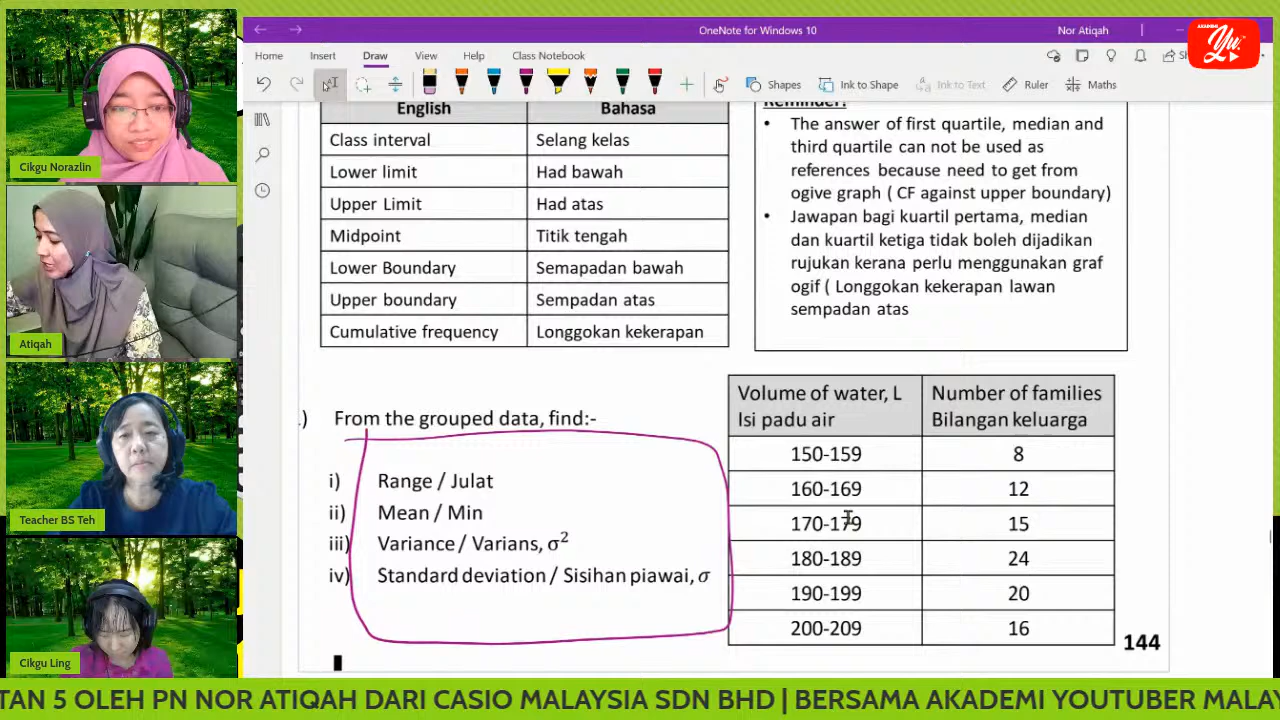 OneNote for Windows 10
Nor Atiqah
AKADEMI
Home Insert Draw View Help Class Notebook
Shapes Ink to Shape Ink to Text Ruler Maths
English Bahasa
Class interval Selang kelas
Lower limit Had bawah
Upper Limit Had atas
Midpoint Titik tengah
Lower Boundary Semapadan bawah
Upper boundary Sempadan atas
Cumulative frequency Longgokan kekerapan
Reminder:
• The answer of first quartile, median and
third quartile can not be used as
references because need to get from
ogive graph ( CF against upper boundary)
• Jawapan bagi kuartil pertama, median
dan kuartil ketiga tidak boleh dijadikan
rujukan kerana perlu menggunakan graf
ogif ( Longgokan kekerapan lawan
sempadan atas
.) From the grouped data, find:-
i) Range / Julat
ii) Mean / Min
iii) Variance / Varians, σ²
iv) Standard deviation / Sisihan piawai, σ
Volume of water, L Number of families
Isi padu air Bilangan keluarga
150-159 8
160-169 12
170-179 15
180-189 24
190-199 20
200-209 16
144
Cikgu Norazlin
Atiqah
Teacher BS Teh
Cikgu Ling
TAN 5 OLEH PN NOR ATIQAH DARI CASIO MALAYSIA SDN BHD | BERSAMA AKADEMI YOUTUBER MALAY